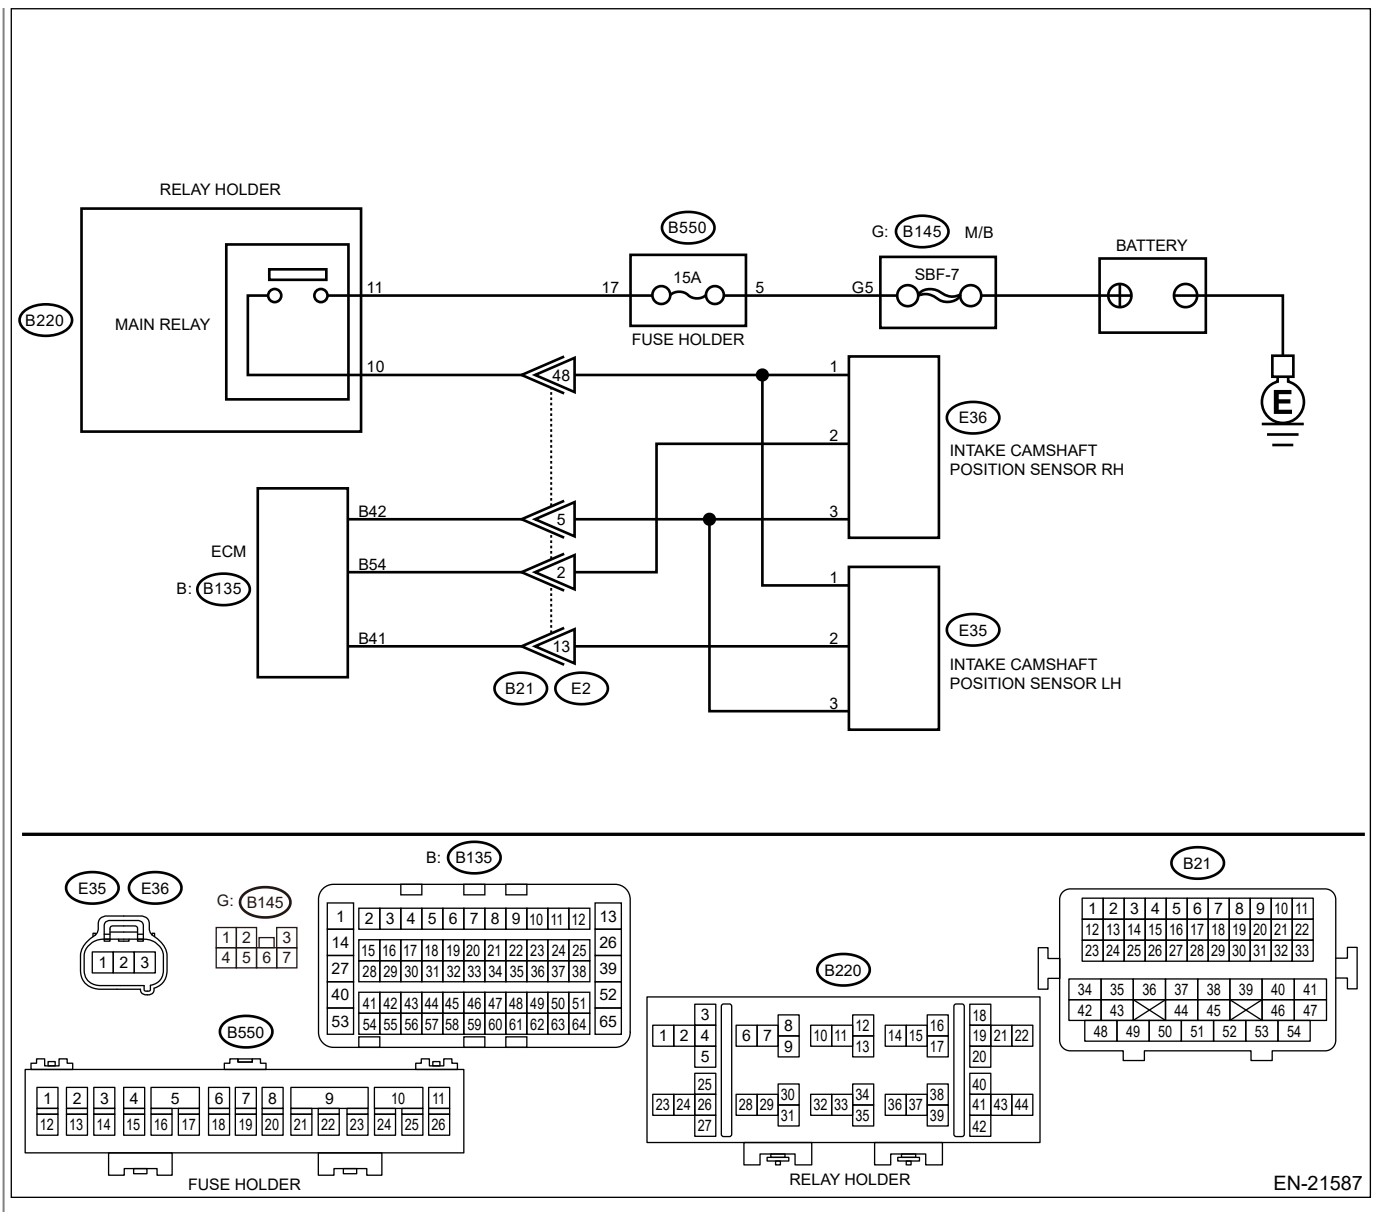 RELAY HOLDER
B550
G: B145 M/B
BATTERY
15A
SBF-7
11
17
5
G5
B220
MAIN RELAY
FUSE HOLDER
10
48
1
E36
2
INTAKE CAMSHAFT
POSITION SENSOR RH
E
B42
5
3
ECM
B54
2
B: B135
1
B41
13
2
E35
INTAKE CAMSHAFT
POSITION SENSOR LH
B21 E2
3
B: B135
B21
E35 E36
G: B145
1 2 3
4 5 6 7
1 2 3
1 2 3 4 5 6 7 8 9 10 11 12 13
14 15 16 17 18 19 20 21 22 23 24 25 26
27 28 29 30 31 32 33 34 35 36 37 38 39
40 41 42 43 44 45 46 47 48 49 50 51 52
53 54 55 56 57 58 59 60 61 62 63 64 65
1 2 3 4 5 6 7 8 9 10 11
12 13 14 15 16 17 18 19 20 21 22
23 24 25 26 27 28 29 30 31 32 33
34 35 36 37 38 39 40 41
42 43 44 45 46 47
48 49 50 51 52 53 54
B220
3 8 12 16 18
1 2 4 6 7 10 11 14 15 19 21 22
5 9 13 17 20
25 30 34 38 40
23 24 26 28 29 32 33 36 37 41 43 44
27 31 35 39 42
RELAY HOLDER
B550
1 2 3 4 5 6 7 8 9 10 11
12 13 14 15 16 17 18 19 20 21 22 23 24 25 26
FUSE HOLDER
EN-21587